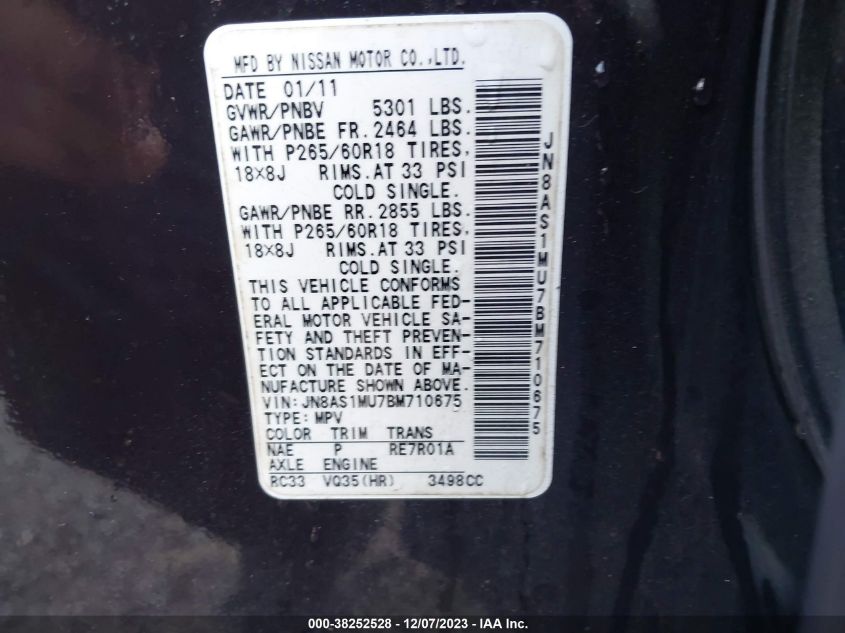 MFD BY NISSAN MOTOR CO.,LTD.
DATE 01/11
GVWR/PNBV 5301 LBS.
GAWR/PNBE FR. 2464 LBS.
WITH P265/60R18 TIRES,
18×8J RIMS.AT 33 PSI
COLD SINGLE.
GAWR/PNBE RR. 2855 LBS.
WITH P265/60R18 TIRES,
18×8J RIMS.AT 33 PSI
COLD SINGLE.
THIS VEHICLE CONFORMS
TO ALL APPLICABLE FED-
ERAL MOTOR VEHICLE SA-
FETY AND THEFT PREVEN-
TION STANDARDS IN EFF-
ECT ON THE DATE OF MA-
NUFACTURE SHOWN ABOVE.
VIN: JN8AS1MU7BM710675
TYPE: MPV
COLOR TRIM TRANS
NAE P RE7R01A
AXLE ENGINE
RC33 VQ35(HR) 3498CC
JN8AS1MU7BM710675
000-38252528 - 12/07/2023 - IAA Inc.